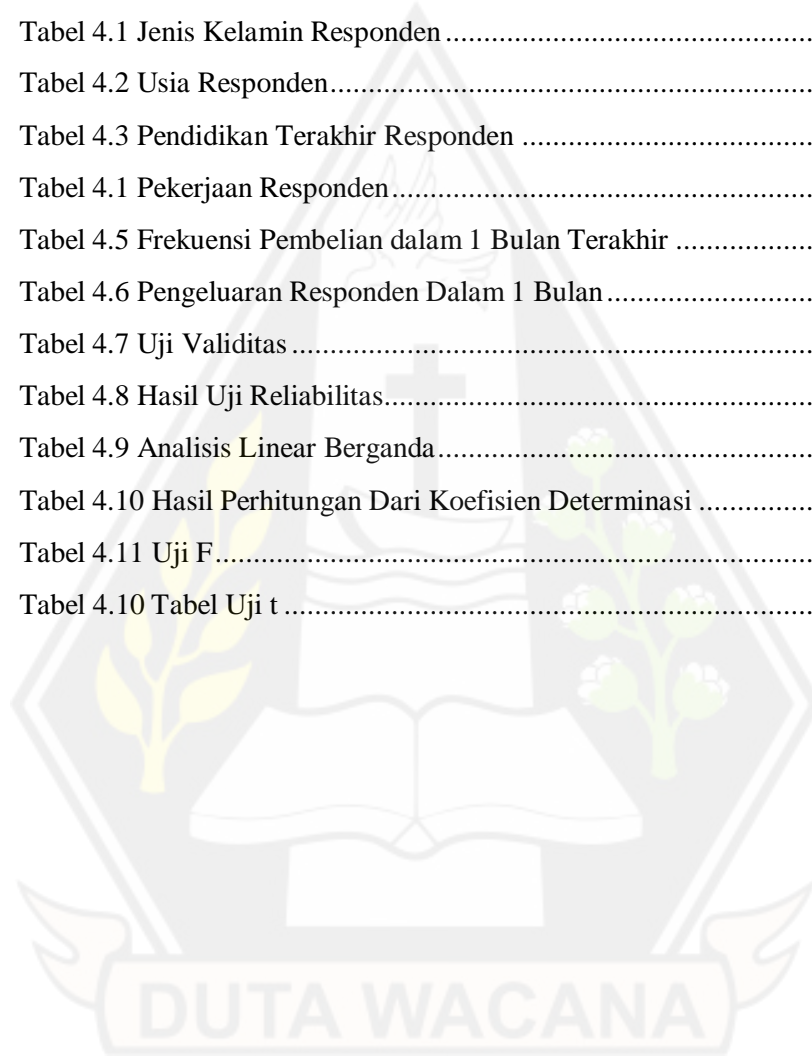 Tabel 4.1 Jenis Kelamin Responden ................................................
Tabel 4.2 Usia Responden................................................................
Tabel 4.3 Pendidikan Terakhir Responden ......................................
Tabel 4.1 Pekerjaan Responden.......................................................
Tabel 4.5 Frekuensi Pembelian dalam 1 Bulan Terakhir ..................
Tabel 4.6 Pengeluaran Responden Dalam 1 Bulan...........................
Tabel 4.7 Uji Validitas .....................................................................
Tabel 4.8 Hasil Uji Reliabilitas.........................................................
Tabel 4.9 Analisis Linear Berganda..................................................
Tabel 4.10 Hasil Perhitungan Dari Koefisien Determinasi ...............
Tabel 4.11 Uji F................................................................................
Tabel 4.10 Tabel Uji t ......................................................................
DUTA WACANA